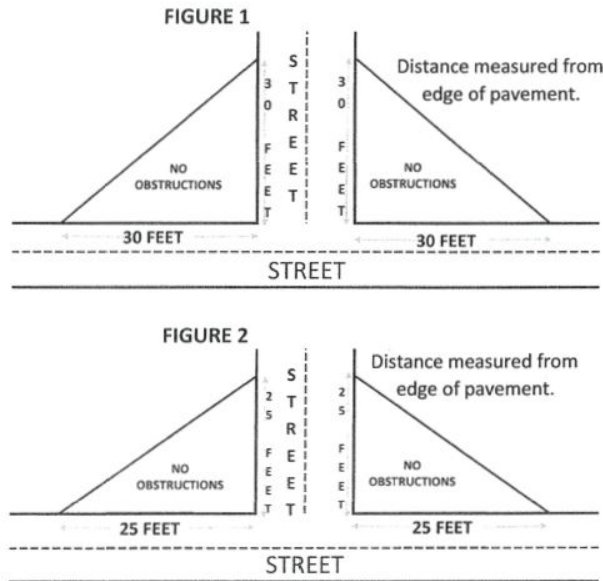 FIGURE 1
STREET
30 FEET
30 FEET
Distance measured from
edge of pavement.
NO
OBSTRUCTIONS
NO
OBSTRUCTIONS
30 FEET
30 FEET
STREET
FIGURE 2
STREET
25 FEET
25 FEET
Distance measured from
edge of pavement.
NO
OBSTRUCTIONS
NO
OBSTRUCTIONS
25 FEET
25 FEET
STREET